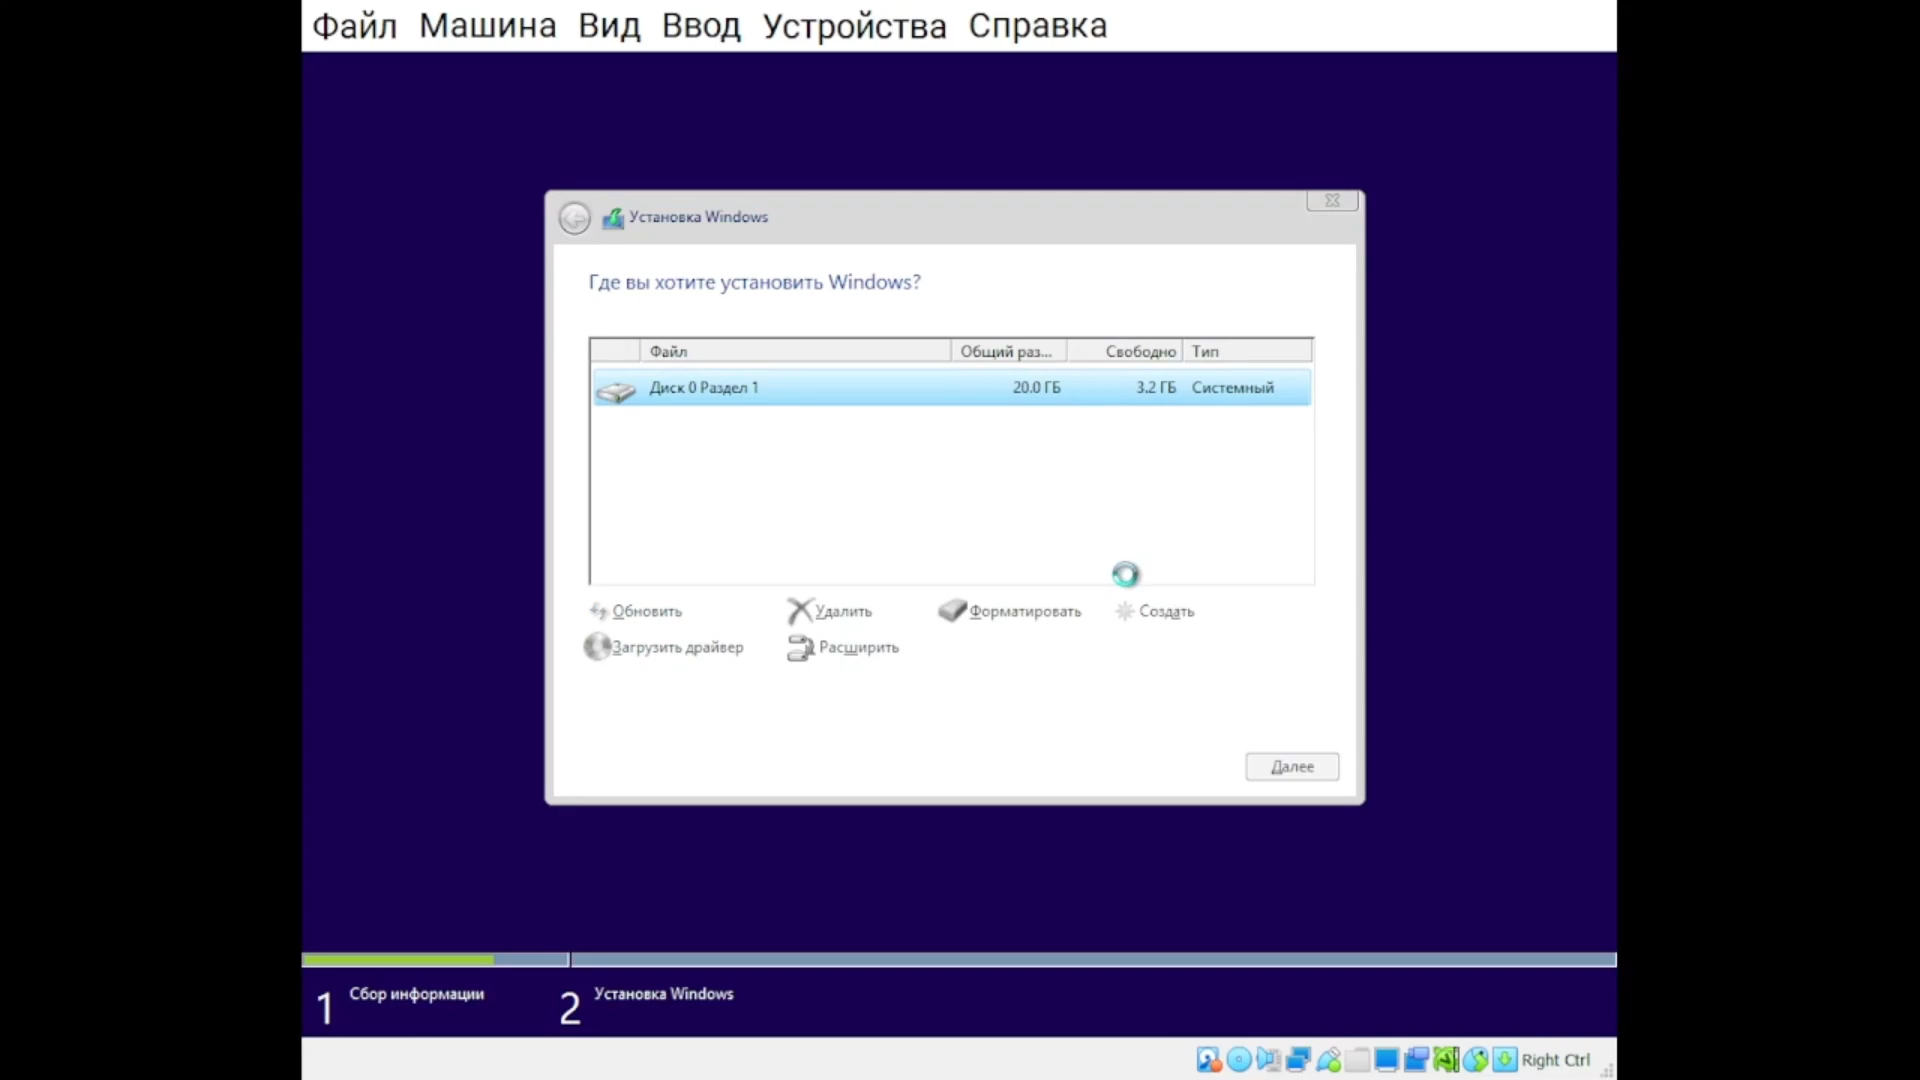 Файл Машина Вид Ввод Устройства Справка
Установка Windows
Где вы хотите установить Windows?
Файл Общий раз... Свободно Тип
Диск 0 Раздел 1 20.0 ГБ 3.2 ГБ Системный
Обновить Удалить Форматировать Создать
Загрузить драйвер Расширить
Далее
1 Сбор информации 2 Установка Windows
Right Ctrl